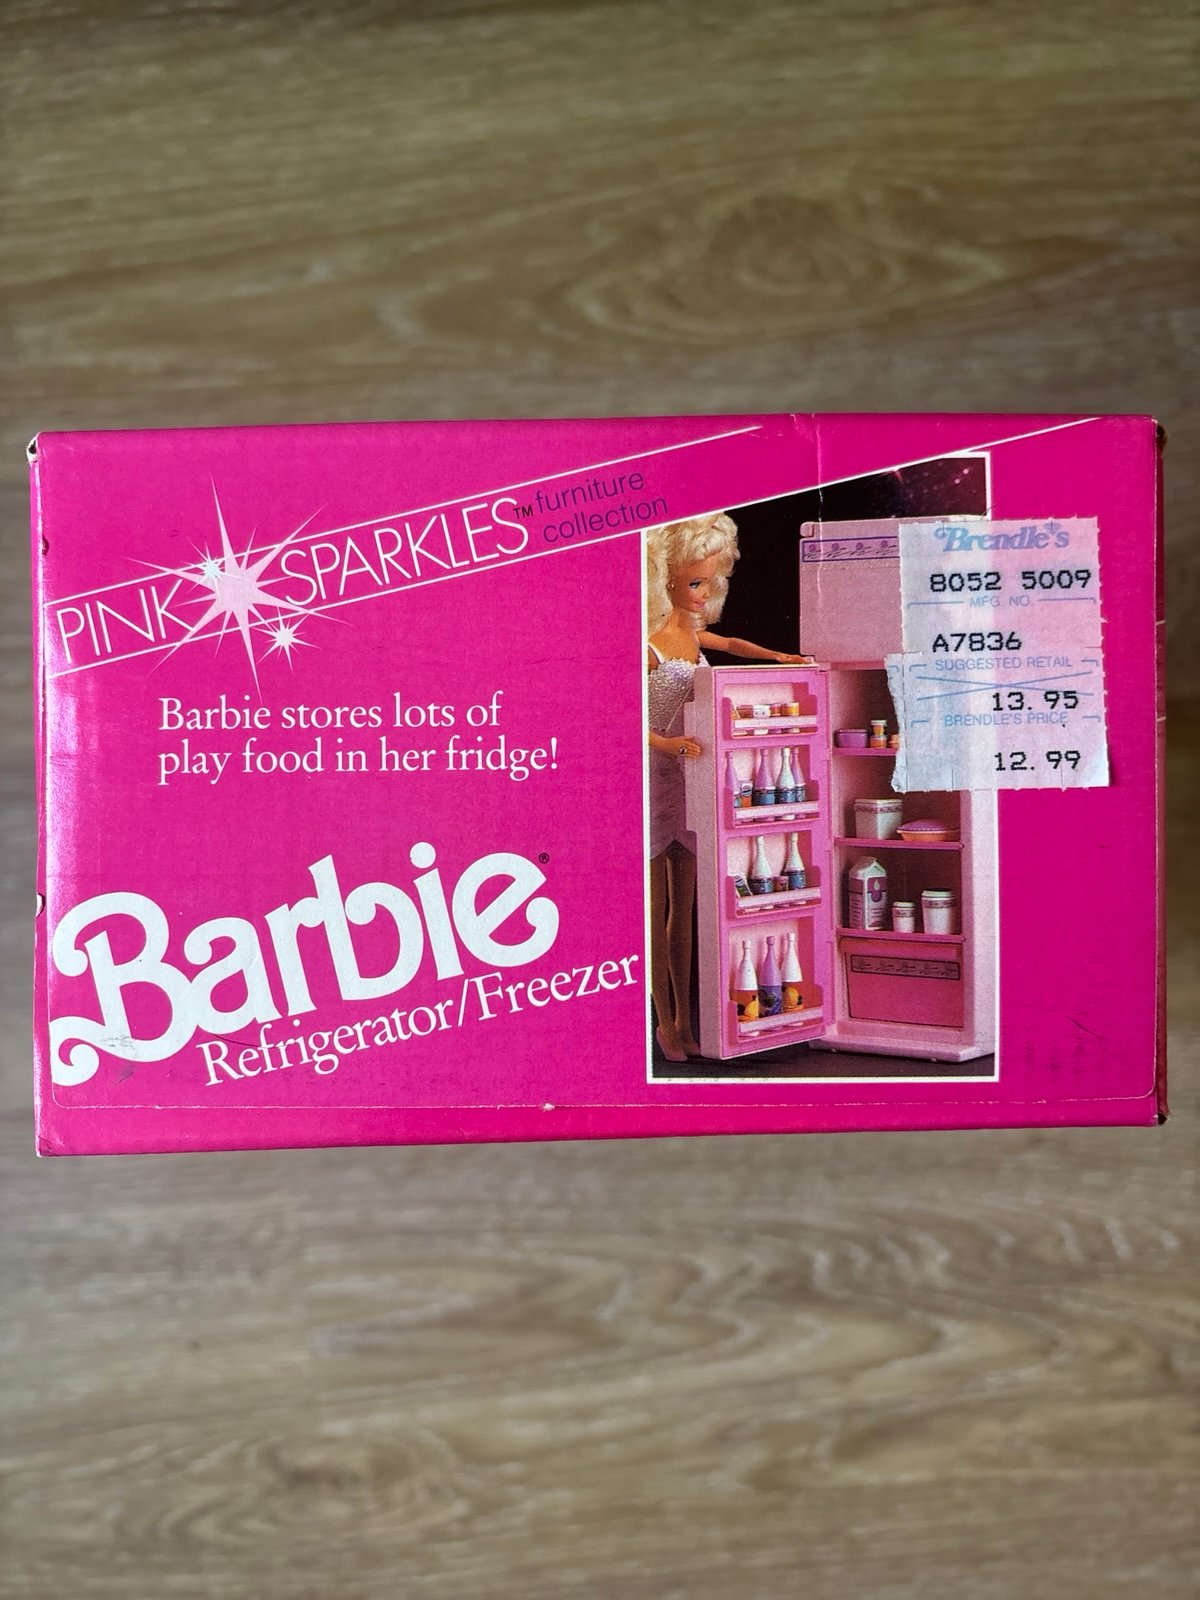 PINK SPARKLES™ furniture
collection
Barbie stores lots of
play food in her fridge!
Barbie®
Refrigerator/Freezer
Brendle's
8052 5009
MFG. NO.
A7836
SUGGESTED RETAIL
13.95
BRENDLE'S PRICE
12.99